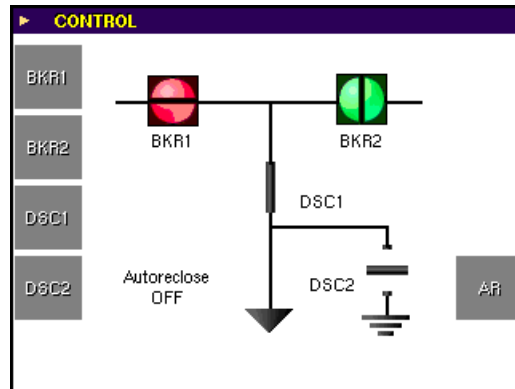 CONTROL
BKR1
BKR2
DSC1
DSC2
BKR1
BKR2
DSC1
DSC2
Autoreclose
OFF
AR